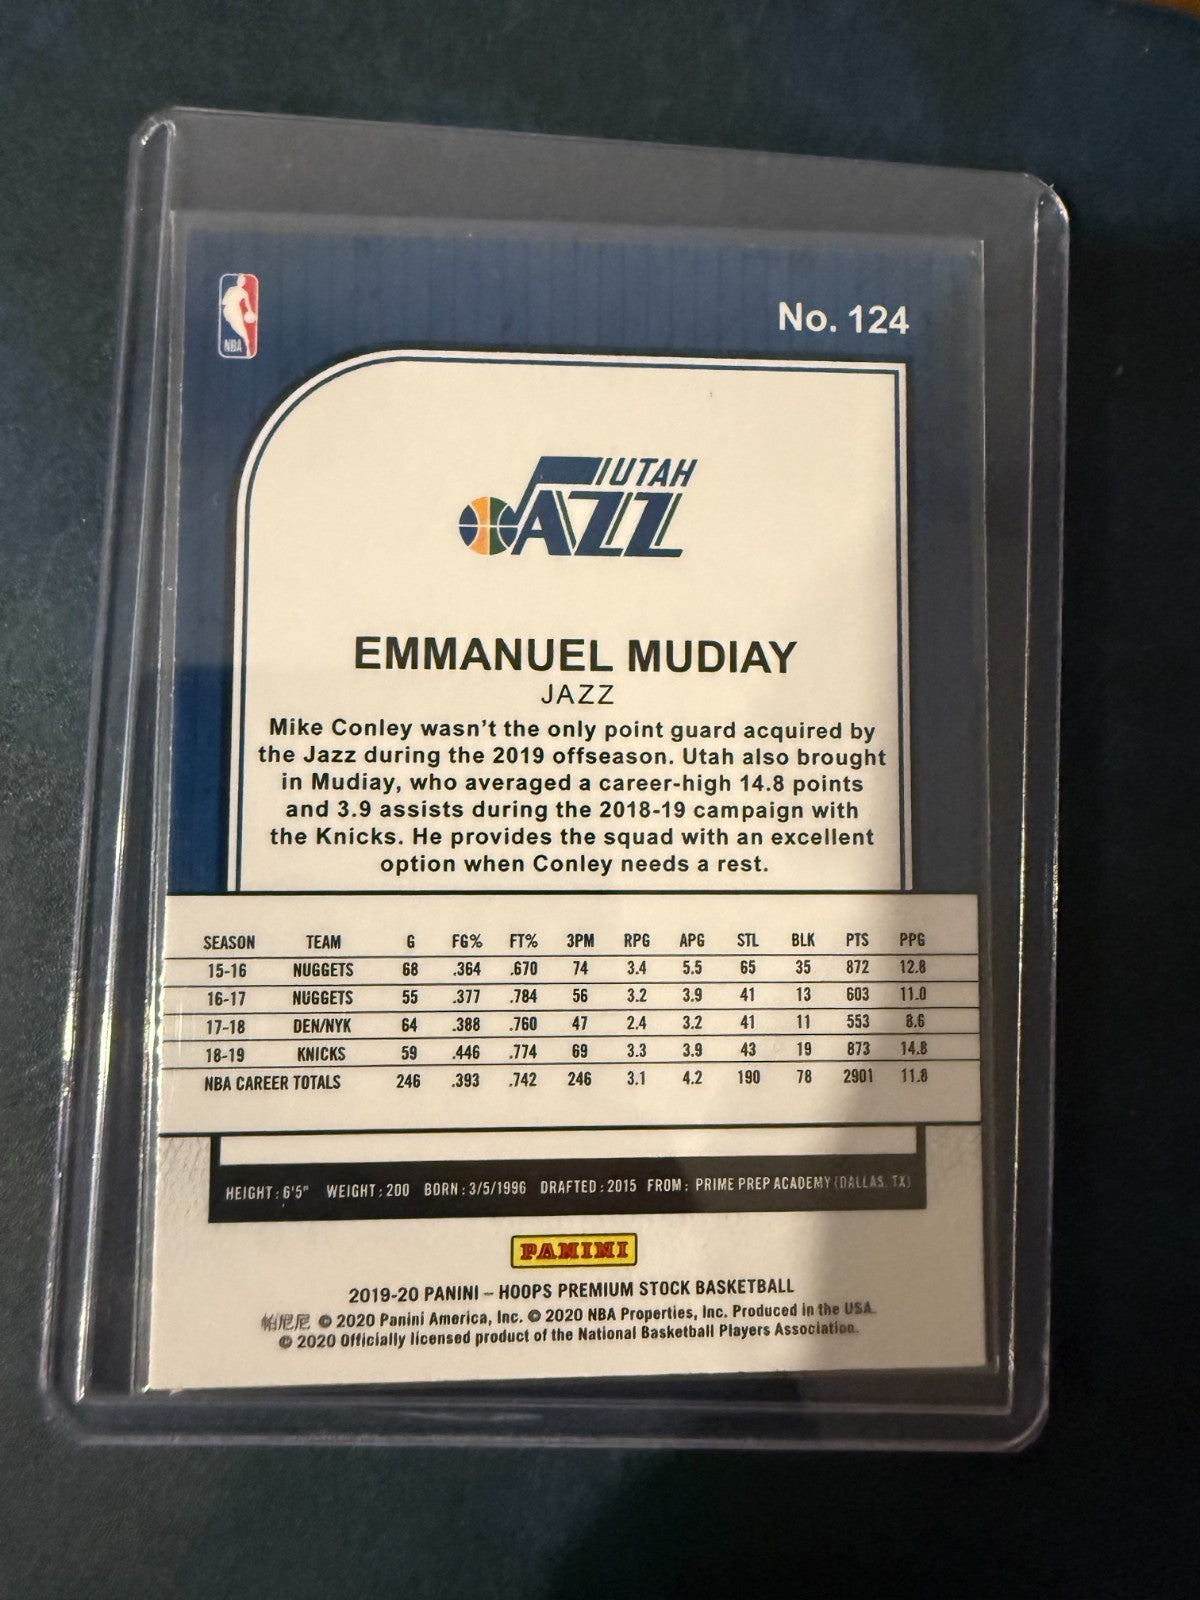 NBA
No. 124
UTAH
JAZZ
EMMANUEL MUDIAY
JAZZ
Mike Conley wasn't the only point guard acquired by
the Jazz during the 2019 offseason. Utah also brought
in Mudiay, who averaged a career-high 14.8 points
and 3.9 assists during the 2018-19 campaign with
the Knicks. He provides the squad with an excellent
option when Conley needs a rest.
SEASON TEAM G FG% FT% 3PM RPG APG STL BLK PTS PPG
15-16 NUGGETS 68 .364 .670 74 3.4 5.5 65 35 872 12.8
16-17 NUGGETS 55 .377 .784 56 3.2 3.9 41 13 603 11.0
17-18 DEN/NYK 64 .388 .760 47 2.4 3.2 41 11 553 8.6
18-19 KNICKS 59 .446 .774 69 3.3 3.9 43 19 873 14.8
NBA CAREER TOTALS 246 .393 .742 246 3.1 4.2 190 78 2901 11.8
HEIGHT: 6'5" WEIGHT: 200 BORN: 3/5/1996 DRAFTED: 2015 FROM: PRIME PREP ACADEMY (DALLAS, TX)
PANINI
2019-20 PANINI – HOOPS PREMIUM STOCK BASKETBALL
帕尼尼 © 2020 Panini America, Inc. © 2020 NBA Properties, Inc. Produced in the USA.
© 2020 Officially licensed product of the National Basketball Players Association.